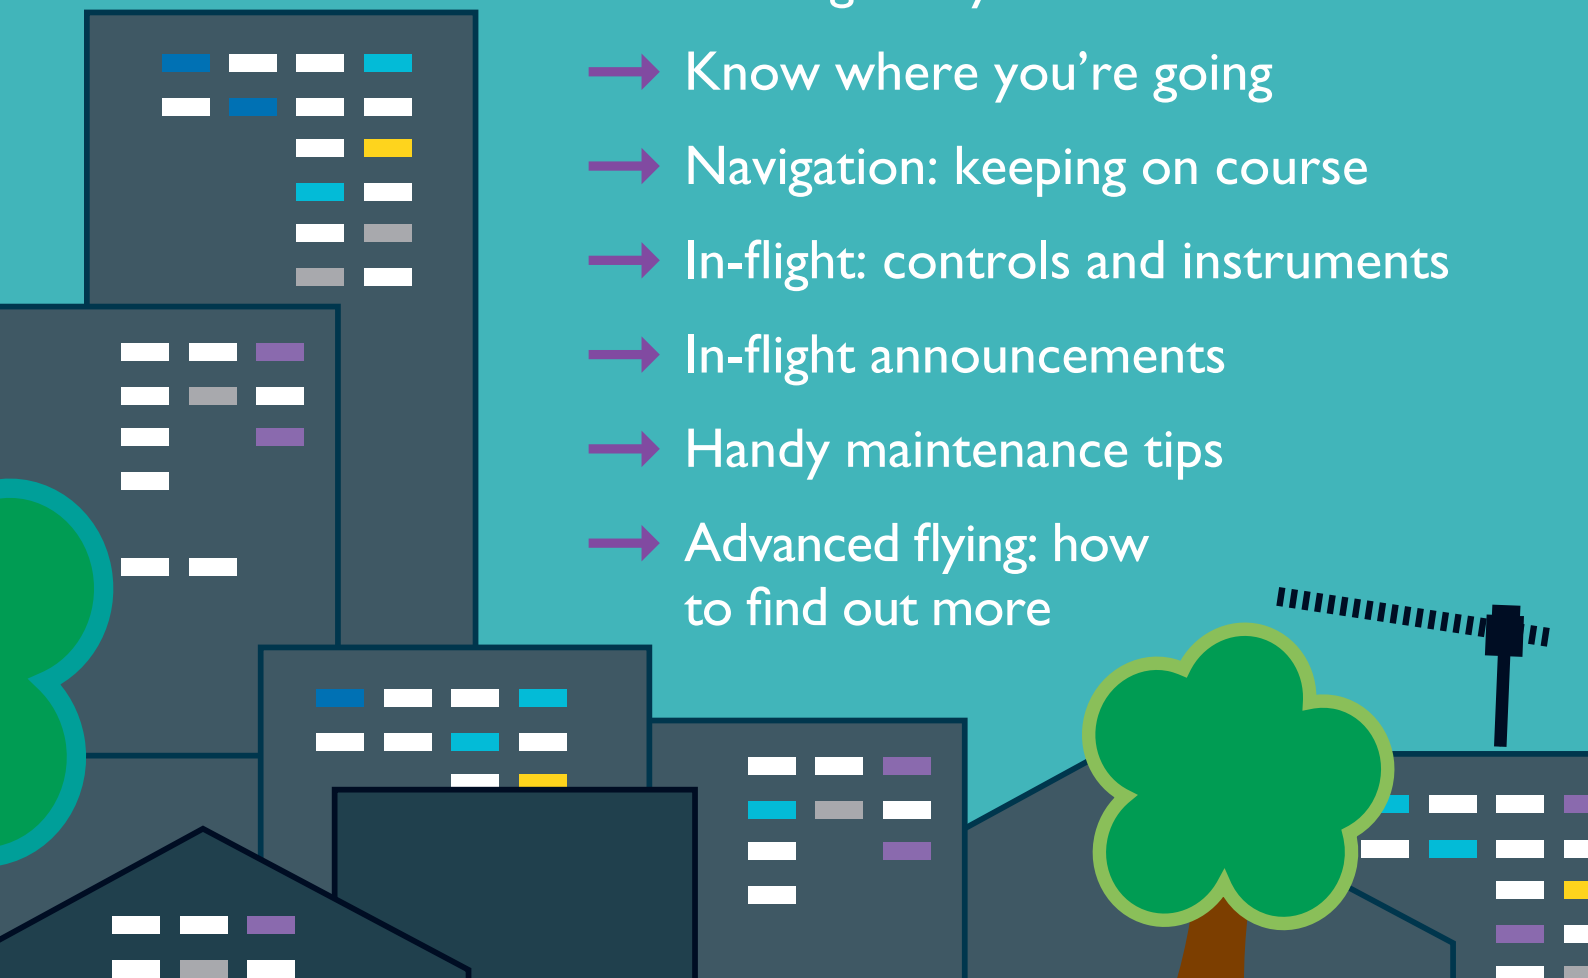 Know where you’re going
Navigation: keeping on course
In-flight: controls and instruments
In-flight announcements
Handy maintenance tips
Advanced flying: how
to find out more